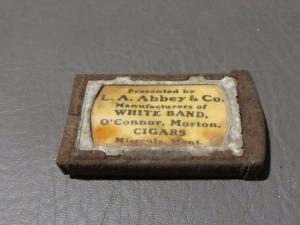 Presented by
L. A. Abbey & Co.
Manufacturers of
WHITE BAND,
O'Connor, Morton,
CIGARS
Missoula, Mont.